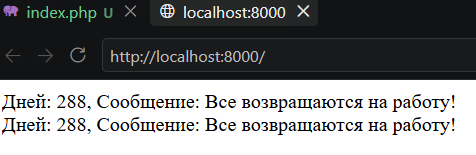 index.php U
localhost:8000
http://localhost:8000/
Дней: 288, Сообщение: Все возвращаются на работу!
Дней: 288, Сообщение: Все возвращаются на работу!